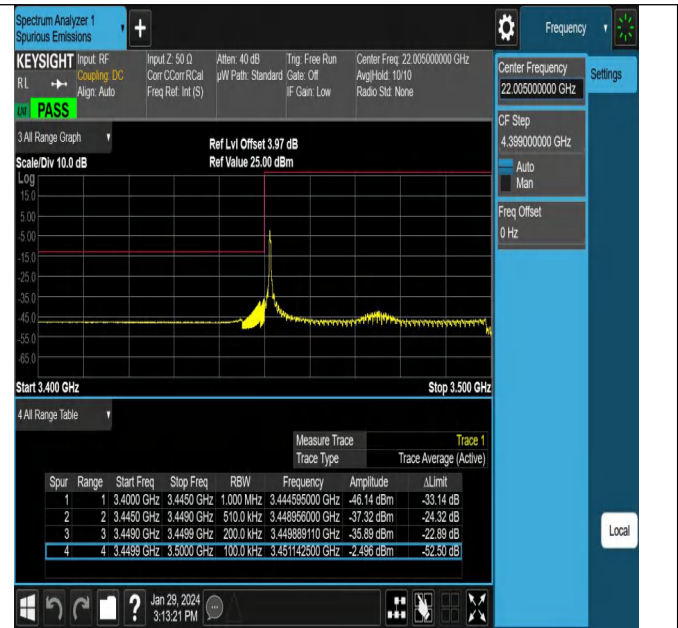 Spectrum Analyzer 1
Spurious Emissions
Frequency
KEYSIGHT
RL
Input: RF
Coupling: DC
Align: Auto
Input Z: 50 Ω
Corr CCorr RCal
Freq Ref: Int (S)
Atten: 40 dB
µW Path: Standard
Trig: Free Run
Gate: Off
IF Gain: Low
Center Freq: 22.005000000 GHz
Avg|Hold: 10/10
Radio Std: None
PASS
Center Frequency
22.005000000 GHz
Settings
CF Step
4.399000000 GHz
Auto
Man
Freq Offset
0 Hz
3 All Range Graph
Scale/Div 10.0 dB
Ref Lvl Offset 3.97 dB
Ref Value 25.00 dBm
Log
15.0
5.00
-5.00
-15.0
-25.0
-35.0
-45.0
-55.0
-65.0
Start 3.400 GHz Stop 3.500 GHz
4 All Range Table
Measure Trace Trace 1
Trace Type Trace Average (Active)
Spur Range Start Freq Stop Freq RBW Frequency Amplitude ΔLimit
1 1 3.4000 GHz 3.4450 GHz 1.000 MHz 3.444595000 GHz -46.14 dBm -33.14 dB
2 2 3.4450 GHz 3.4490 GHz 510.0 kHz 3.448956000 GHz -37.32 dBm -24.32 dB
3 3 3.4490 GHz 3.4499 GHz 200.0 kHz 3.449889110 GHz -35.89 dBm -22.89 dB
4 4 3.4499 GHz 3.5000 GHz 100.0 kHz 3.451142500 GHz -2.496 dBm -52.50 dB
Local
Jan 29, 2024
3:13:21 PM